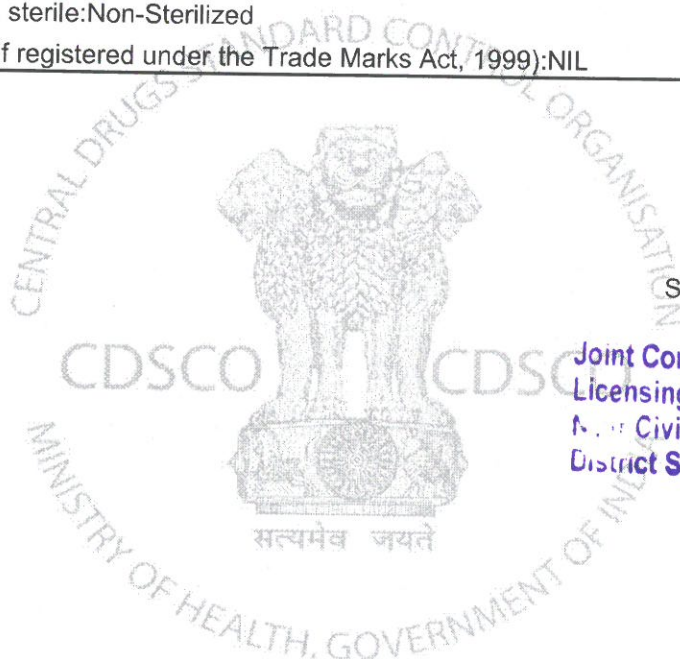 sterile:Non-Sterilized
f registered under the Trade Marks Act, 1999):NIL
CENTRAL DRUGS STANDARD CONTROL ORGANISATION
S
CDSCO CDSCO
Joint Co
Licensing
Civi
District S
सत्यमेव जयते
MINISTRY OF HEALTH, GOVERNMENT OF INDIA